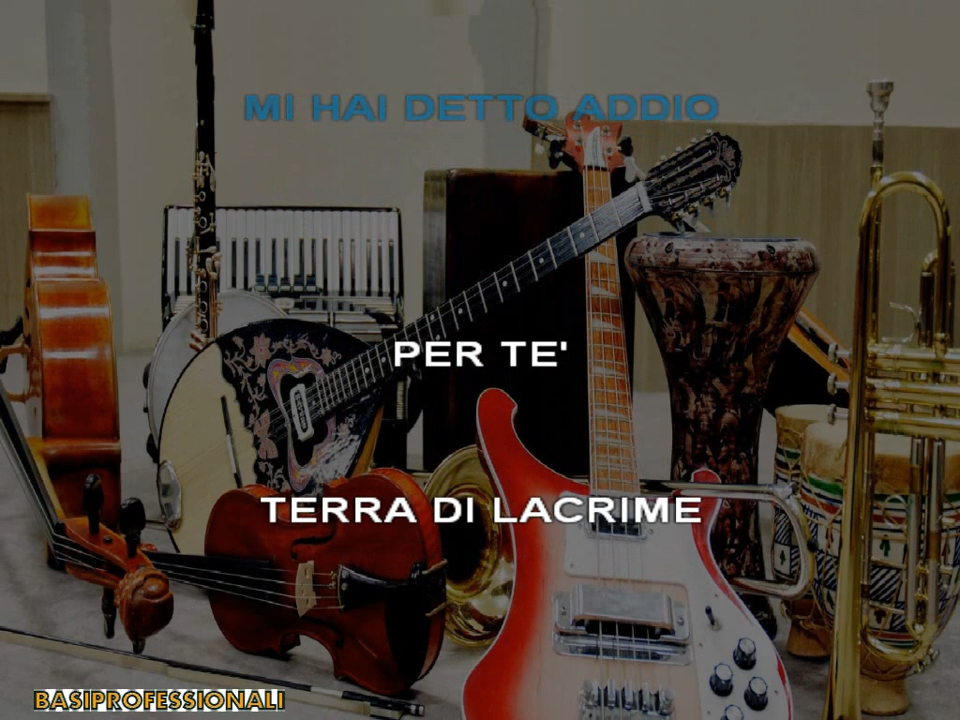 MI HAI DETTO ADDIO
PER TE'
TERRA DI LACRIME
BASIPROFESSIONALI